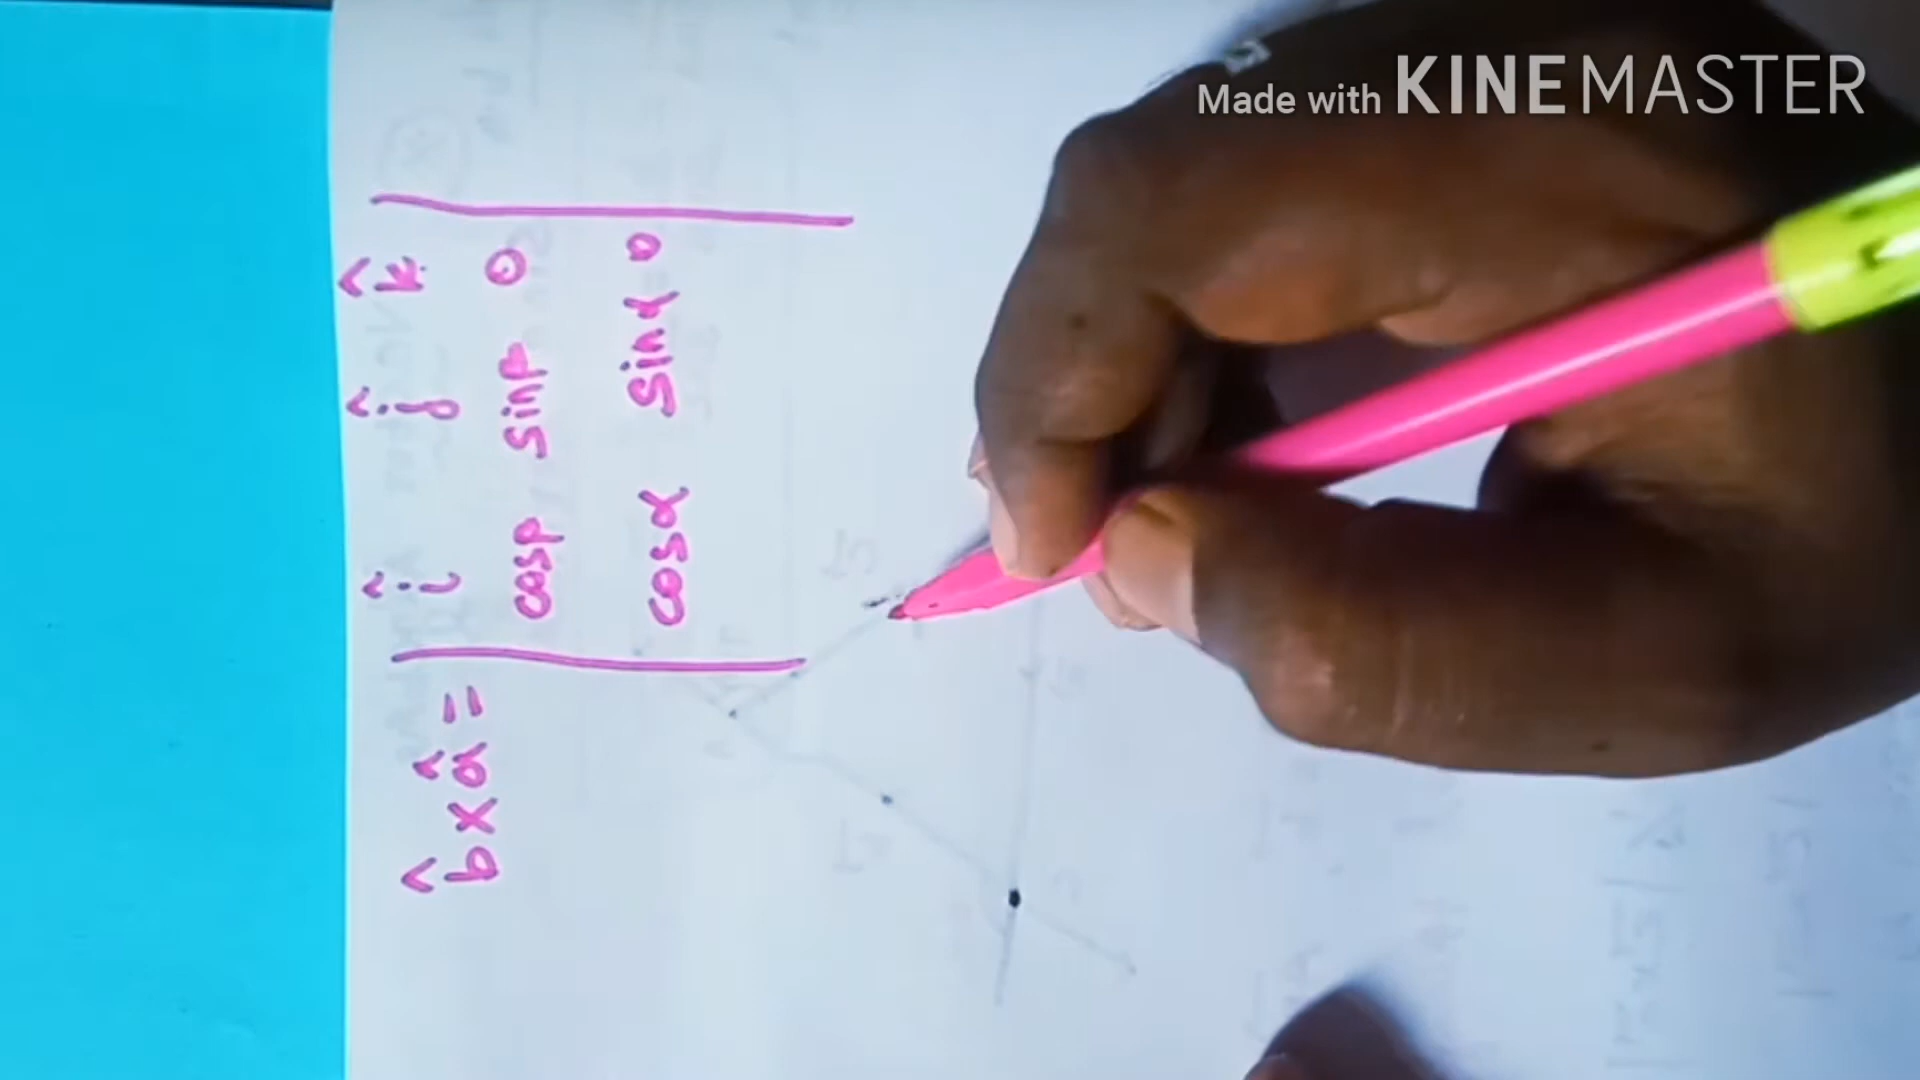 Made with KINEMASTER
î ĵ k̂
b̂ x â = | cosβ sinβ 0 |
cosα sinα 0